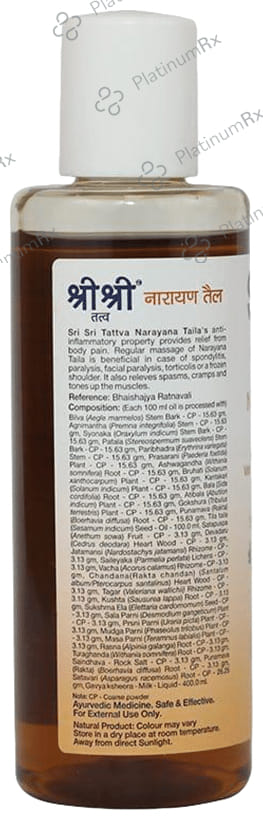 PlatinumRx
श्री श्री नारायण तैल
तत्व
Sri Sri Tattva Narayana Taila's anti-
inflammatory property provides relief from
body pain. Regular massage of Narayana
Taila is beneficial in case of spondylitis,
paralysis, facial paralysis, torticolis or a frozen
shoulder. It also relieves spasms, cramps and
tones up the muscles.
Reference: Bhaishajya Ratnavali
Composition: (Each 100 ml oil is processed with)
Bilva (Aegle marmelos) Stem Bark - CP - 15.63 gm,
Agnimantha (Premna integrifolia) Stem - CP - 15.63
gm, Syonaka (Oroxylum indicum) Stem Bark - CP -
15.63 gm, Patala (Stereospermum suaveolens) Stem
Bark - CP - 15.63 gm, Paribhadra (Erythrina variegata)
Stem - CP - 15.63 gm, Prasarani (Paederia foetida)
Plant - CP - 15.63 gm, Ashwagandha (Withania
somnifera) Root - CP - 15.63 gm, Bruhati (Solanum
xanthocarpum) Plant - CP - 15.63 gm, Kantakari
(Solanum indicum) Plant - CP - 15.63 gm, Bala (Sida
cordifolia) Root - CP - 15.63 gm, Atibala (Abutilon
indicum) Plant - CP - 15.63 gm, Gokshura (Tribulus
terrestris) Plant - CP - 15.63 gm, Punarnava (Rakta)
(Boerhavia diffusa) Root - CP - 15.63 gm, Tila taila
(Sesamum indicum) Seed - Oil - 100.0 ml, Satapuspa
(Anethum sowa) Fruit - CP - 3.13 gm, Devadaru
(Cedrus deodara) Heart Wood - CP - 3.13 gm,
Jatamansi (Nardostachys jatamansi) Rhizome - CP -
3.13 gm, Saileyaka (Parmelia perlata) Lichens - CP -
3.13 gm, Vacha (Acorus calamus) Rhizome - CP - 3.13
gm, Chandana (Rakta chandan) (Santalum
album/Pterocarpus santalinus) Heart Wood - CP - 3.13
gm, Tagar (Valeriana wallichii) Rhizome - CP - 3.13
gm, Kushta (Saussurea lappa) Root - CP - 3.13
gm, Sukshma Ela (Elettaria cardomomum) Seed - CP -
3.13 gm, Sala Parni (Desmodium gangeticum) Plant
- CP - 3.13 gm, Prsni Parni (Uraria picta) Plant - CP -
3.13 gm, Mudga Parni (Phaseolus trilobus) Plant - CP -
3.13 gm, Masa Parni (Teramnus labialis) Plant - CP -
3.13 gm, Rasna (Alpinia galanga) Root - CP - 3.13 gm,
Turaghanda (Withania somnifera) Root - CP - 3.13 gm,
Saindhava - Rock Salt - CP - 3.13 gm, Punarnava
(Rakta) (Boerhavia diffusa) Root - CP - 3.13 gm,
Satavari (Asparagus racemosus) Root - CP - 26.25
gm, Gavya ksheera - Milk - Liquid - 400.0 ml.
Note: CP - Coarse powder
Ayurvedic Medicine. Safe & Effective.
For External Use Only.
Natural Product: Colour may vary
Store in a dry place at room temperature.
Away from direct Sunlight.